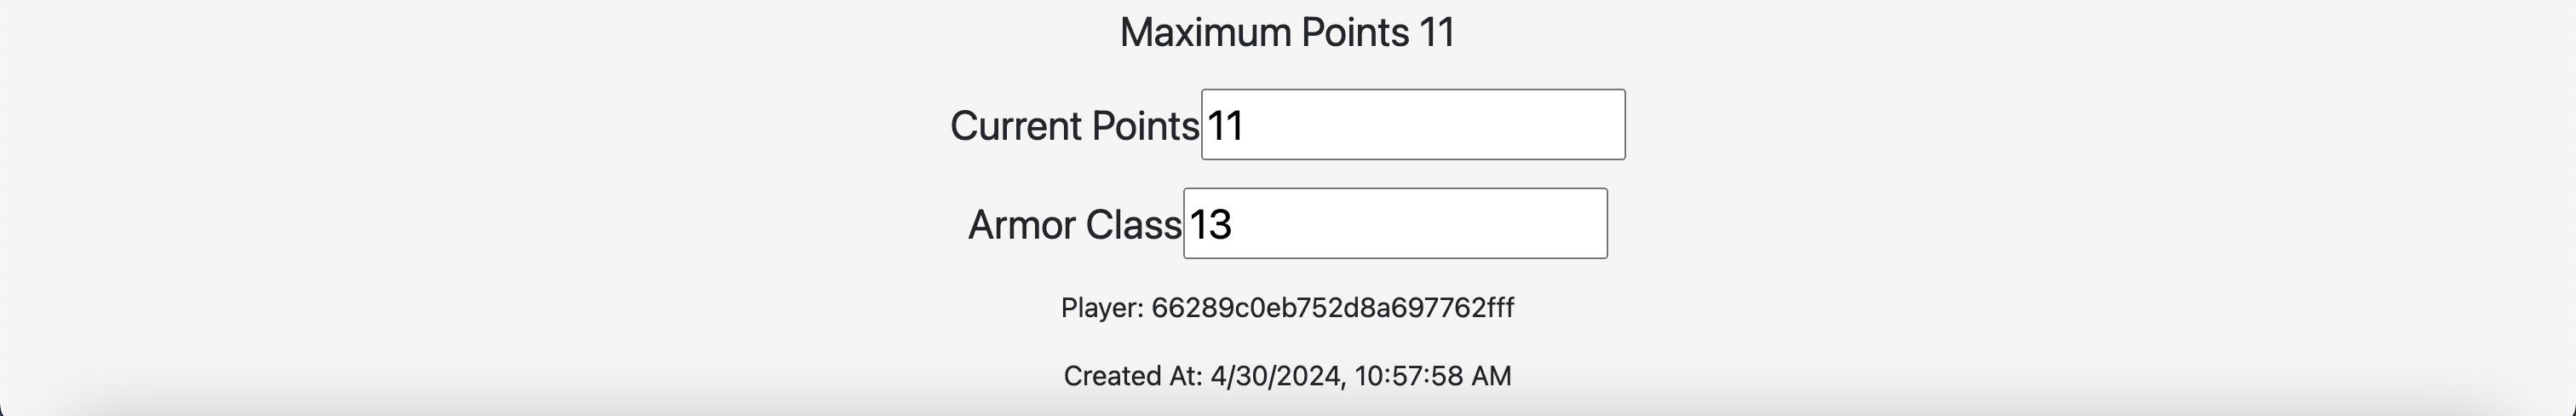 Maximum Points 11
Current Points 11
Armor Class 13
Player: 66289c0eb752d8a697762fff
Created At: 4/30/2024, 10:57:58 AM